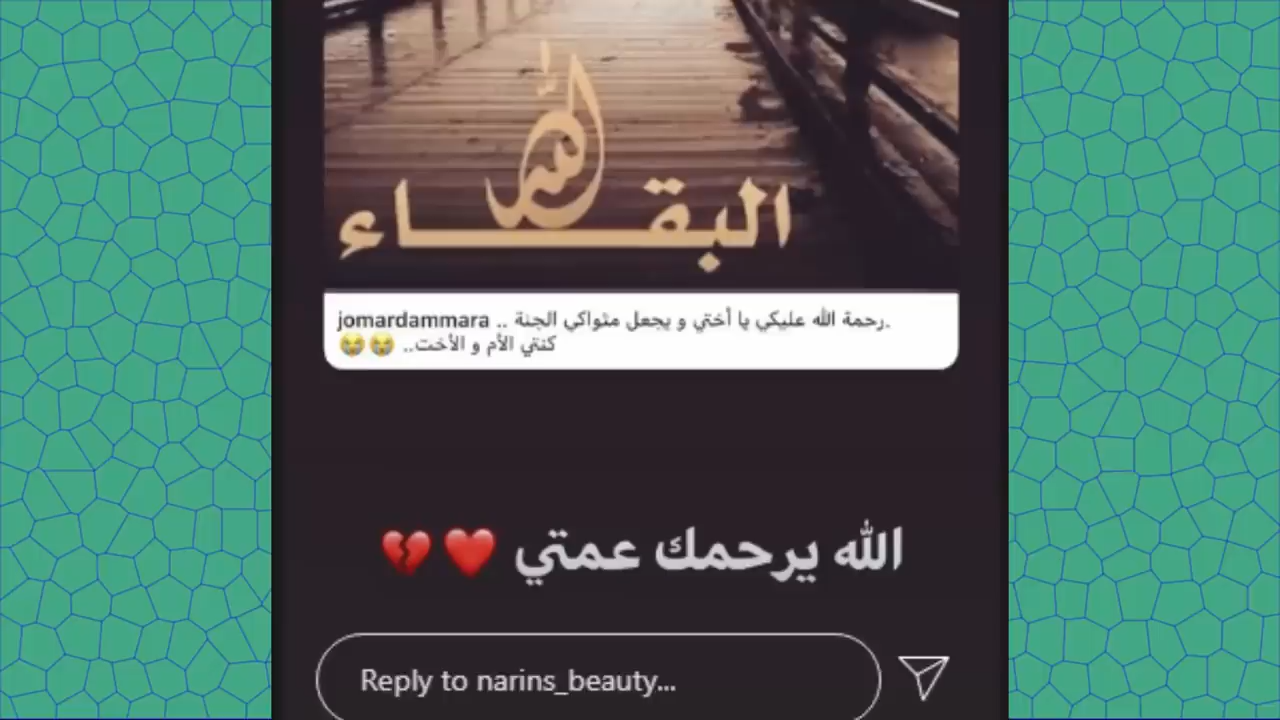 البقاء لله
jomardammara رحمة الله عليكي يا أختي و يجعل مثواكي الجنة ..
كنتي الأم و الأخت.. 😭😭
الله يرحمك عمتي ❤️💔
Reply to narins_beauty...